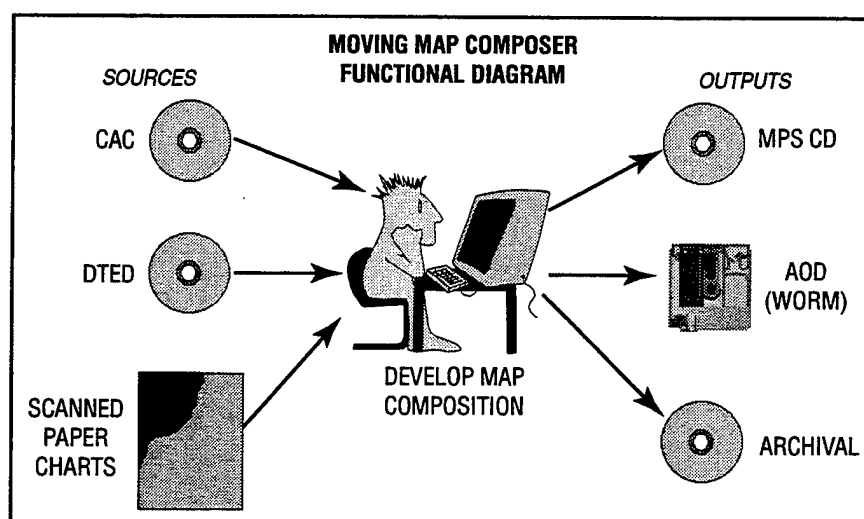 MOVING MAP COMPOSER
FUNCTIONAL DIAGRAM
SOURCES
CAC
DTED
SCANNED
PAPER
CHARTS
DEVELOP MAP
COMPOSITION
OUTPUTS
MPS CD
AOD
(WORM)
ARCHIVAL